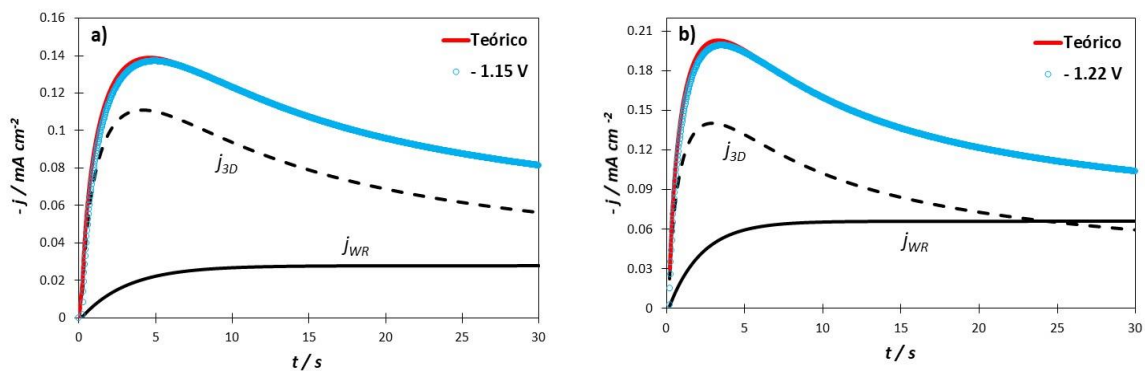 a)
0.16
0.14
0.12
0.1
0.08
0.06
0.04
0.02
0
0 5 10 15 20 25 30
- j / mA cm-2
t / s
Teórico
- 1.15 V
j3D
jWR
b)
0.21
0.18
0.15
0.12
0.09
0.06
0.03
0
0 5 10 15 20 25 30
- j / mA cm -2
t / s
Teórico
- 1.22 V
j3D
jWR